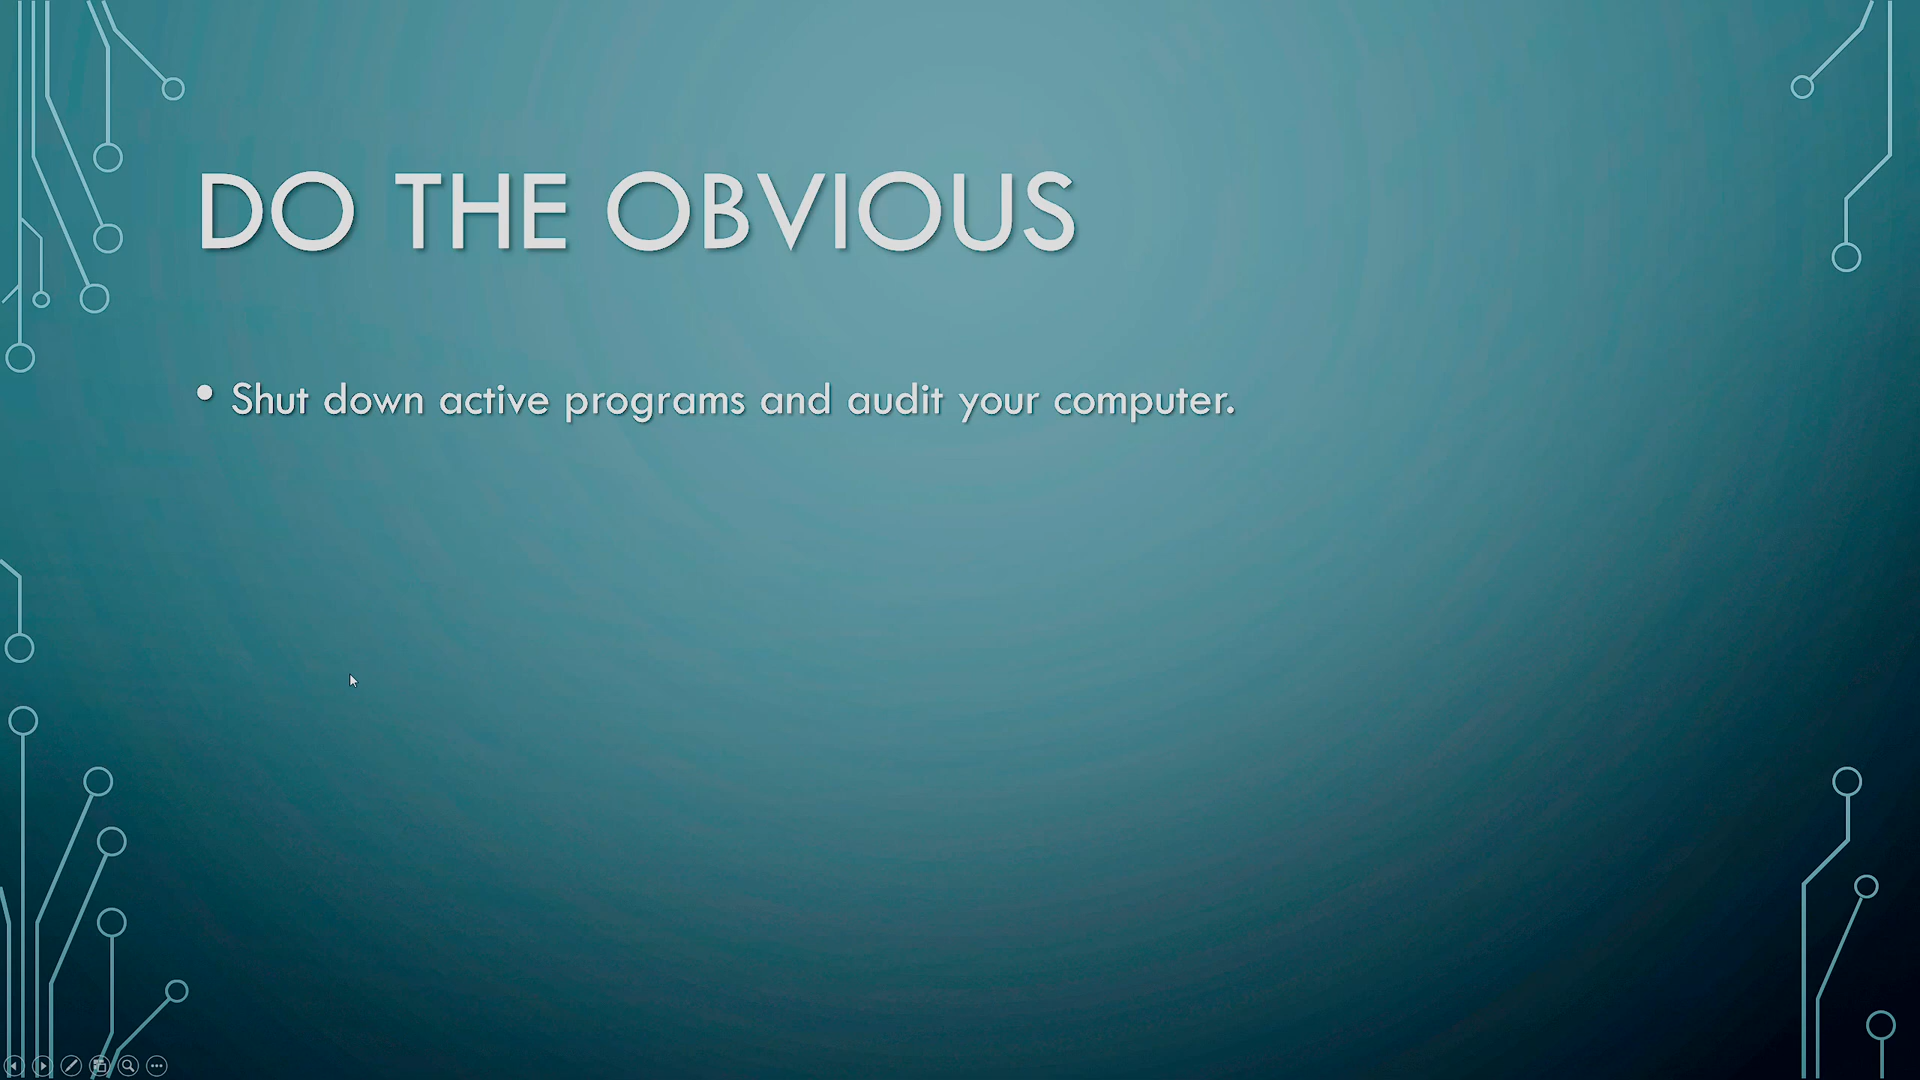 DO THE OBVIOUS
• Shut down active programs and audit your computer.